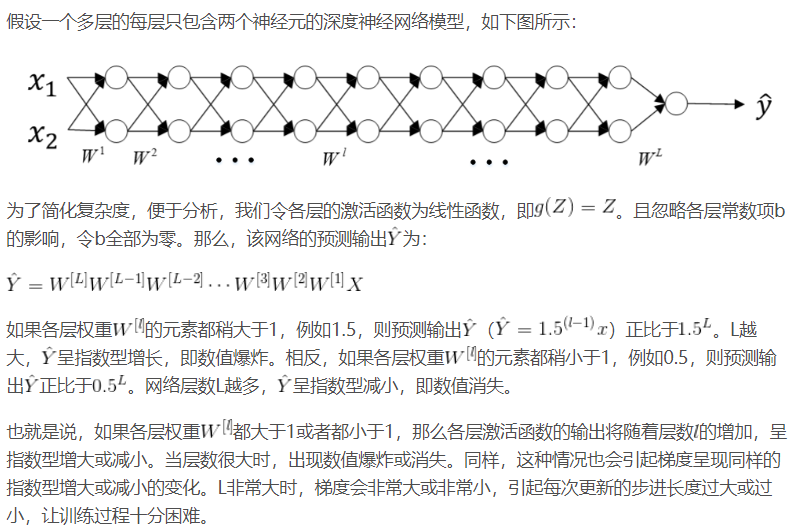 假设一个多层的每层只包含两个神经元的深度神经网络模型，如下图所示：
x₁
x₂
ŷ
W¹ W² ••• Wˡ ••• Wᴸ
为了简化复杂度，便于分析，我们令各层的激活函数为线性函数，即g(Z) = Z。且忽略各层常数项b
的影响，令b全部为零。那么，该网络的预测输出Ŷ为：
Ŷ = W^[L]W^[L−1]W^[L−2] ⋯ W^[3]W^[2]W^[1]X
如果各层权重W^[l]的元素都稍大于1，例如1.5，则预测输出Ŷ（Ŷ = 1.5^(l−1)x）正比于1.5^L。L越
大，Ŷ呈指数型增长，即数值爆炸。相反，如果各层权重W^[l]的元素都稍小于1，例如0.5，则预测输
出Ŷ正比于0.5^L。网络层数L越多，Ŷ呈指数型减小，即数值消失。
也就是说，如果各层权重W^[l]都大于1或者都小于1，那么各层激活函数的输出将随着层数l的增加，呈
指数型增大或减小。当层数很大时，出现数值爆炸或消失。同样，这种情况也会引起梯度呈现同样的
指数型增大或减小的变化。L非常大时，梯度会非常大或非常小，引起每次更新的步进长度过大或过
小，让训练过程十分困难。